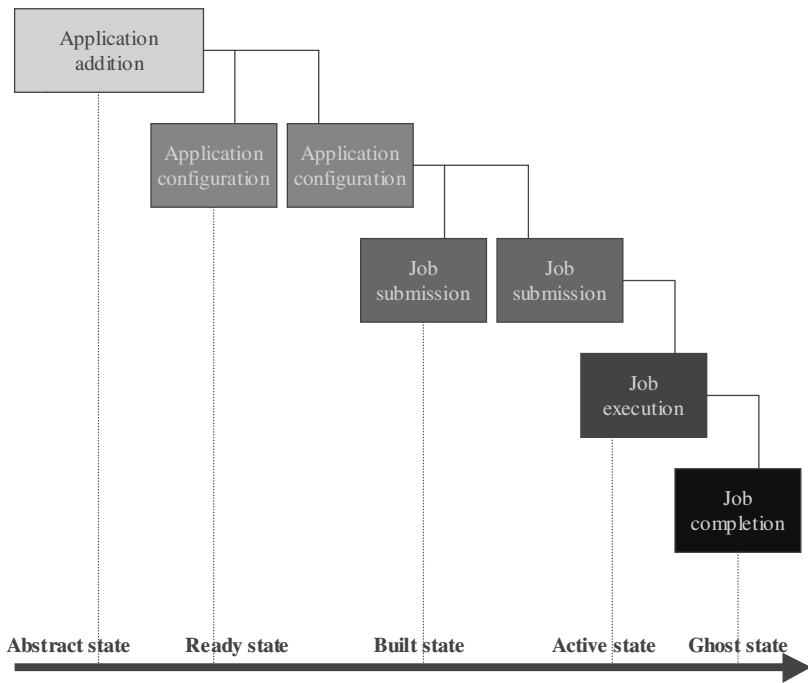 Application
addition
Application
configuration
Application
configuration
Job
submission
Job
submission
Job
execution
Job
completion
Abstract state
Ready state
Built state
Active state
Ghost state